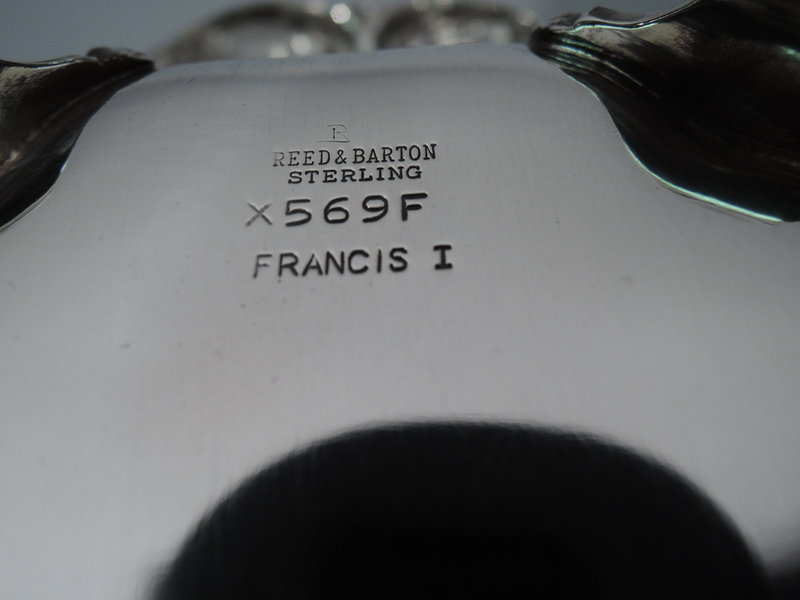 R
REED & BARTON
STERLING
X569F
FRANCIS I